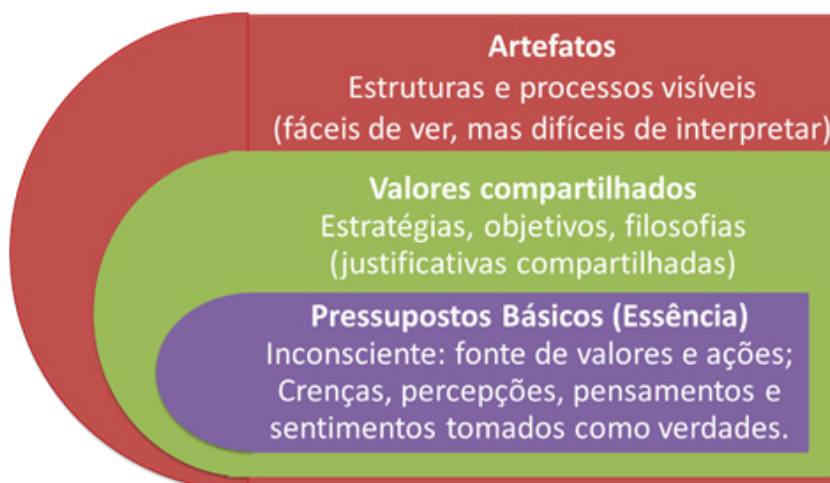 Artefatos
Estruturas e processos visíveis
(fáceis de ver, mas difíceis de interpretar)
Valores compartilhados
Estratégias, objetivos, filosofias
(justificativas compartilhadas)
Pressupostos Básicos (Essência)
Inconsciente: fonte de valores e ações;
Crenças, percepções, pensamentos e
sentimentos tomados como verdades.